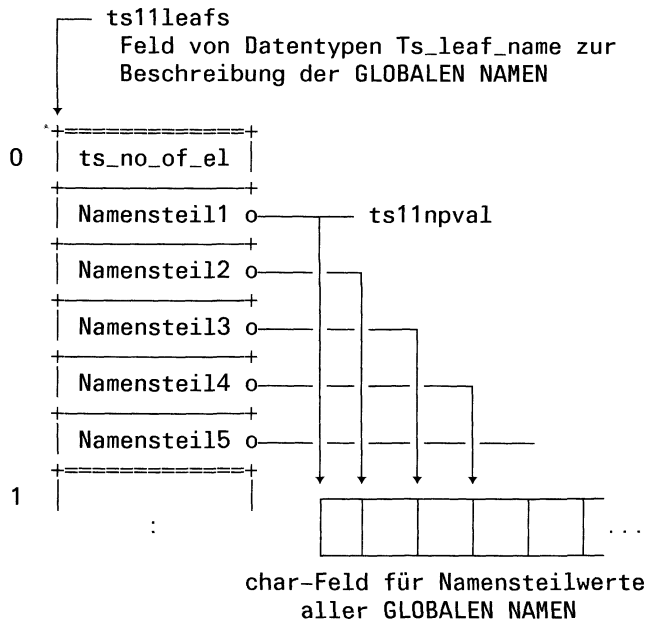 ts11leafs
Feld von Datentypen Ts_leaf_name zur
Beschreibung der GLOBALEN NAMEN
0 ts_no_of_el
Namensteil1 o ts11npval
Namensteil2 o
Namensteil3 o
Namensteil4 o
Namensteil5 o
1
:
...
char-Feld für Namensteilwerte
aller GLOBALEN NAMEN